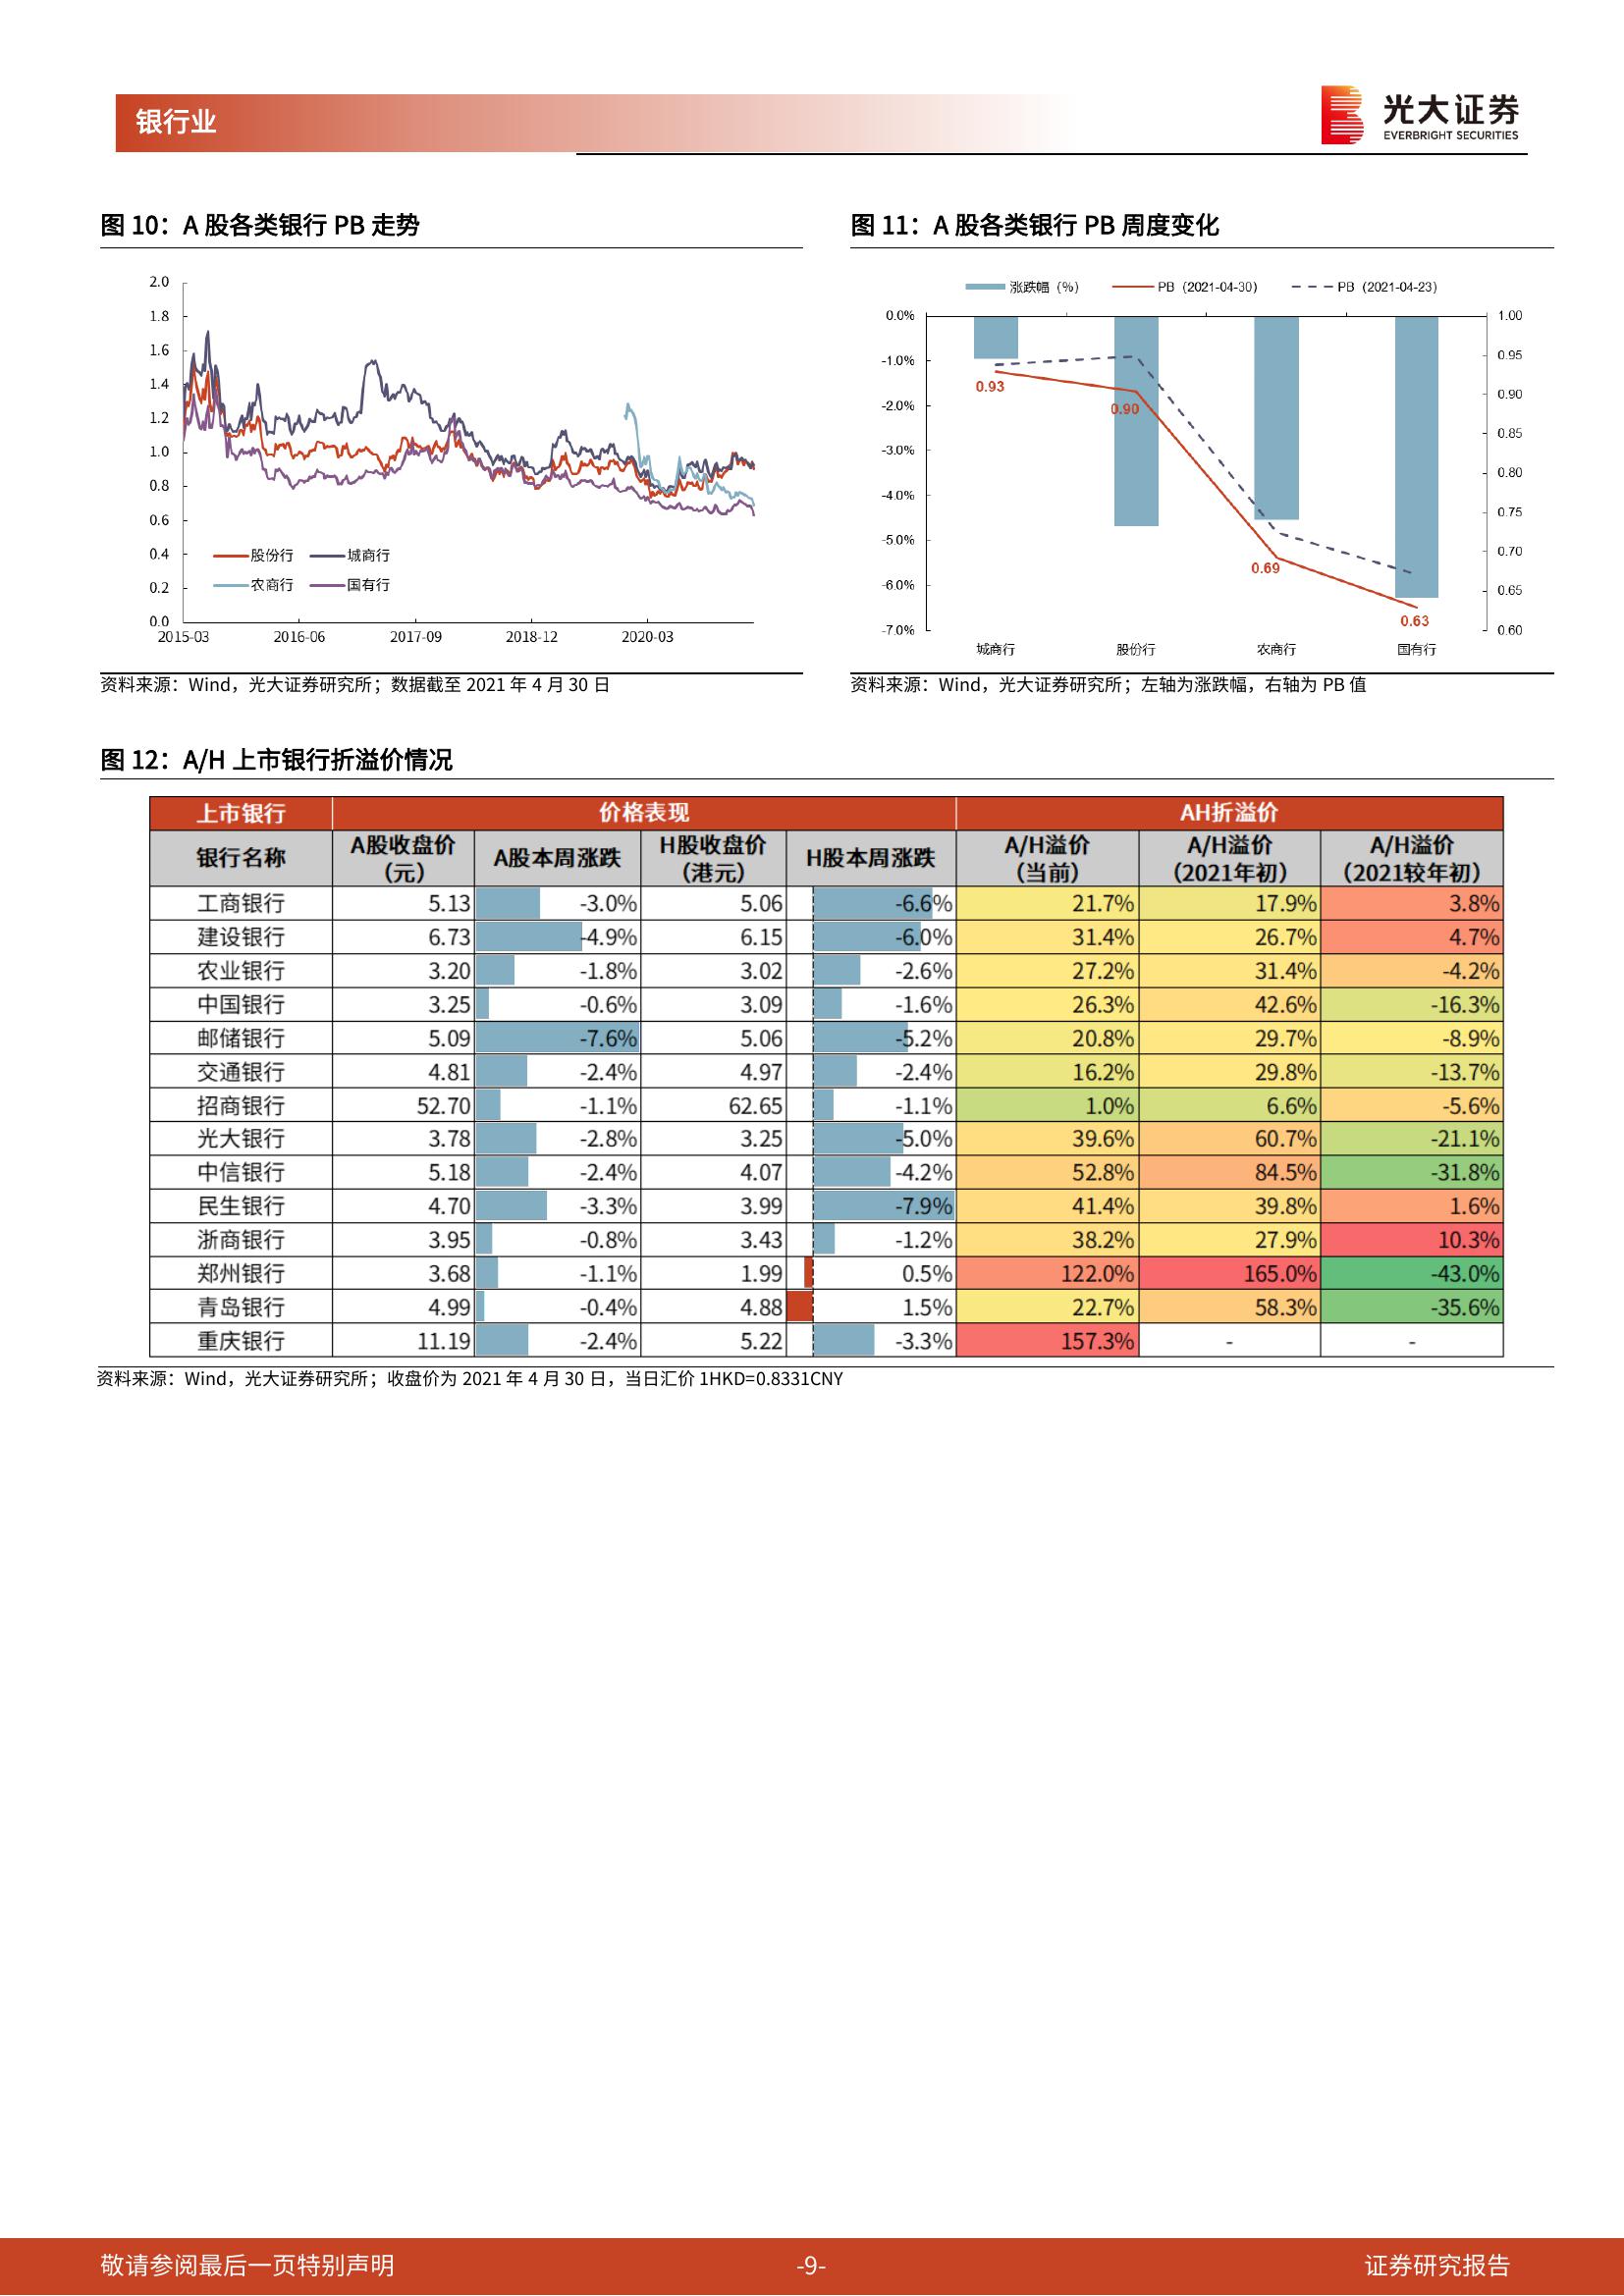 银行业
光大证券
EVERBRIGHT SECURITIES
图 10：A 股各类银行 PB 走势
2.0
1.8
1.6
1.4
1.2
1.0
0.8
0.6
0.4
0.2
0.0
股份行 城商行
农商行 国有行
2015-03 2016-06 2017-09 2018-12 2020-03
资料来源：Wind，光大证券研究所；数据截至 2021 年 4 月 30 日
图 11：A 股各类银行 PB 周度变化
涨跌幅（%） PB（2021-04-30） PB（2021-04-23）
0.0%
-1.0%
-2.0%
-3.0%
-4.0%
-5.0%
-6.0%
-7.0%
0.93
0.90
0.69
0.63
1.00
0.95
0.90
0.85
0.80
0.75
0.70
0.65
0.60
城商行 股份行 农商行 国有行
资料来源：Wind，光大证券研究所；左轴为涨跌幅，右轴为 PB 值
图 12：A/H 上市银行折溢价情况
上市银行 价格表现 AH折溢价
银行名称 A股收盘价（元） A股本周涨跌 H股收盘价（港元） H股本周涨跌 A/H溢价（当前） A/H溢价（2021年初） A/H溢价（2021较年初）
工商银行 5.13 -3.0% 5.06 -6.6% 21.7% 17.9% 3.8%
建设银行 6.73 -4.9% 6.15 -6.0% 31.4% 26.7% 4.7%
农业银行 3.20 -1.8% 3.02 -2.6% 27.2% 31.4% -4.2%
中国银行 3.25 -0.6% 3.09 -1.6% 26.3% 42.6% -16.3%
邮储银行 5.09 -7.6% 5.06 -5.2% 20.8% 29.7% -8.9%
交通银行 4.81 -2.4% 4.97 -2.4% 16.2% 29.8% -13.7%
招商银行 52.70 -1.1% 62.65 -1.1% 1.0% 6.6% -5.6%
光大银行 3.78 -2.8% 3.25 -5.0% 39.6% 60.7% -21.1%
中信银行 5.18 -2.4% 4.07 -4.2% 52.8% 84.5% -31.8%
民生银行 4.70 -3.3% 3.99 -7.9% 41.4% 39.8% 1.6%
浙商银行 3.95 -0.8% 3.43 -1.2% 38.2% 27.9% 10.3%
郑州银行 3.68 -1.1% 1.99 0.5% 122.0% 165.0% -43.0%
青岛银行 4.99 -0.4% 4.88 1.5% 22.7% 58.3% -35.6%
重庆银行 11.19 -2.4% 5.22 -3.3% 157.3% - -
资料来源：Wind，光大证券研究所；收盘价为 2021 年 4 月 30 日，当日汇价 1HKD=0.8331CNY
敬请参阅最后一页特别声明 -9- 证券研究报告